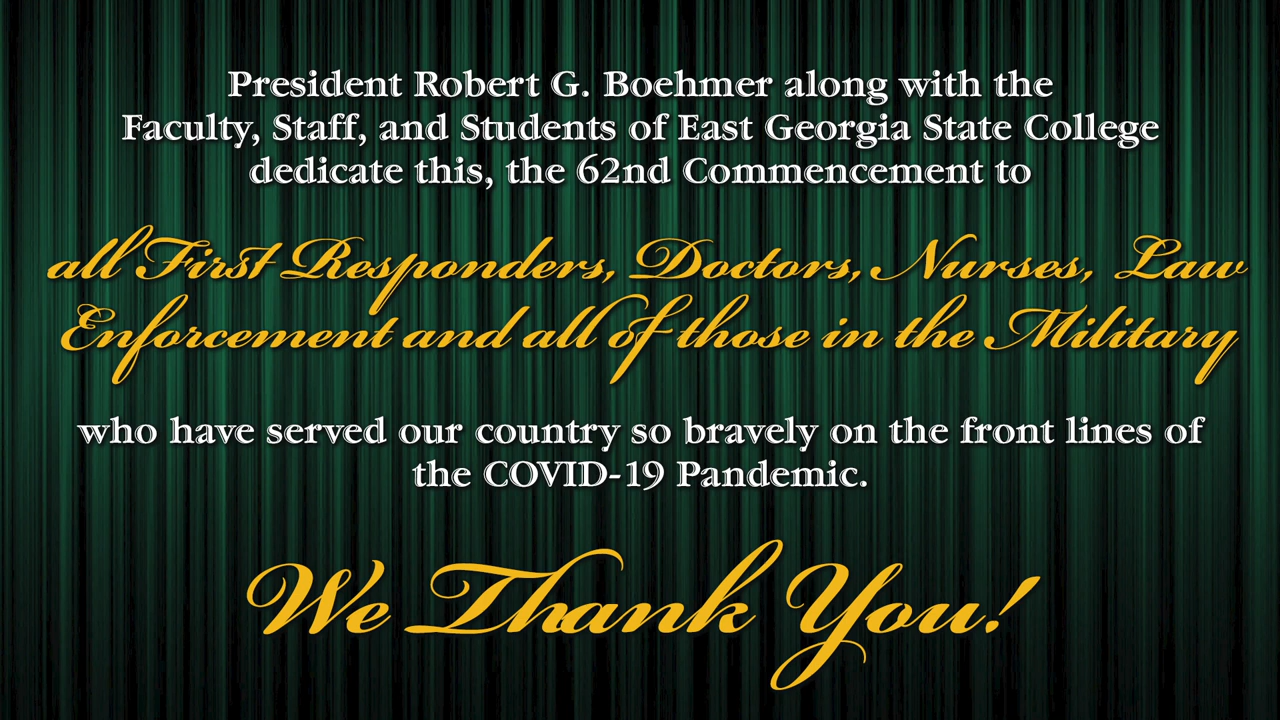 President Robert G. Boehmer along with the
Faculty, Staff, and Students of East Georgia State College
dedicate this, the 62nd Commencement to
all First Responders, Doctors, Nurses, Law
Enforcement and all of those in the Military
who have served our country so bravely on the front lines of
the COVID-19 Pandemic.
We Thank You!